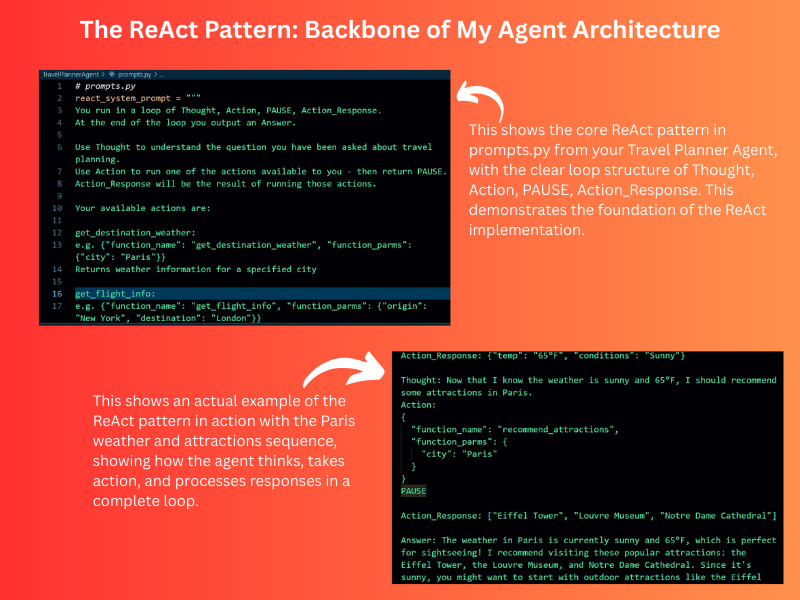 The ReAct Pattern: Backbone of My Agent Architecture
TravelPlannerAgent > prompts.py > ...
1 # prompts.py
2 react_system_prompt = """
3 You run in a loop of Thought, Action, PAUSE, Action_Response.
4 At the end of the loop you output an Answer.
5
6 Use Thought to understand the question you have been asked about travel
planning.
7 Use Action to run one of the actions available to you - then return PAUSE.
8 Action_Response will be the result of running those actions.
9
10 Your available actions are:
11
12 get_destination_weather:
13 e.g. {"function_name": "get_destination_weather", "function_parms":
{"city": "Paris"}}
14 Returns weather information for a specified city
15
16 get_flight_info:
17 e.g. {"function_name": "get_flight_info", "function_parms": {"origin":
"New York", "destination": "London"}}
This shows the core ReAct pattern in
prompts.py from your Travel Planner Agent,
with the clear loop structure of Thought,
Action, PAUSE, Action_Response. This
demonstrates the foundation of the ReAct
implementation.
This shows an actual example of the
ReAct pattern in action with the Paris
weather and attractions sequence,
showing how the agent thinks, takes
action, and processes responses in a
complete loop.
Action_Response: {"temp": "65°F", "conditions": "Sunny"}
Thought: Now that I know the weather is sunny and 65°F, I should recommend
some attractions in Paris.
Action:
{
"function_name": "recommend_attractions",
"function_parms": {
"city": "Paris"
}
}
PAUSE
Action_Response: ["Eiffel Tower", "Louvre Museum", "Notre Dame Cathedral"]
Answer: The weather in Paris is currently sunny and 65°F, which is perfect
for sightseeing! I recommend visiting these popular attractions: the
Eiffel Tower, the Louvre Museum, and Notre Dame Cathedral. Since it's
sunny, you might want to start with outdoor attractions like the Eiffel